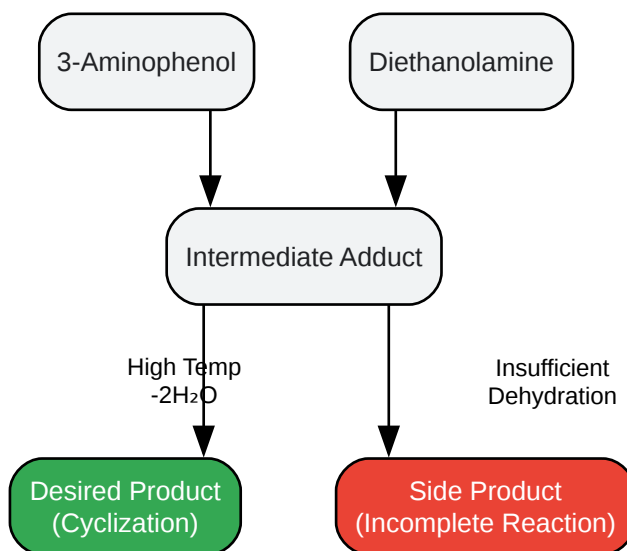 3-Aminophenol
Diethanolamine
Intermediate Adduct
High Temp
-2H₂O
Insufficient
Dehydration
Desired Product
(Cyclization)
Side Product
(Incomplete Reaction)